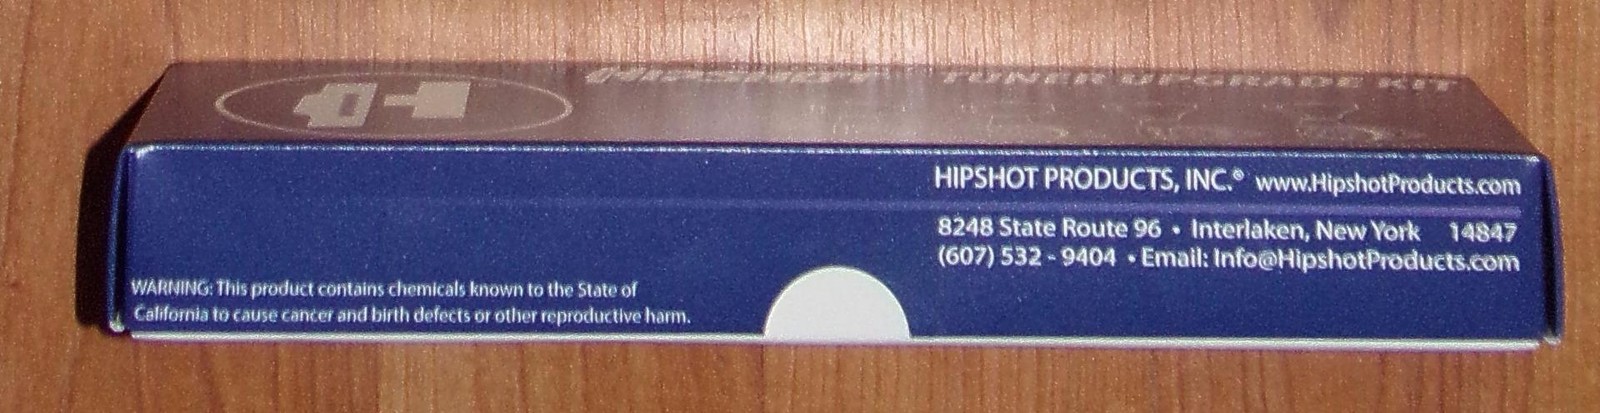 HIPSHOT TUNER UPGRADE KIT
HIPSHOT PRODUCTS, INC.® www.HipshotProducts.com
8248 State Route 96 • Interlaken, New York 14847
(607) 532 - 9404 • Email: Info@HipshotProducts.com
WARNING: This product contains chemicals known to the State of
California to cause cancer and birth defects or other reproductive harm.